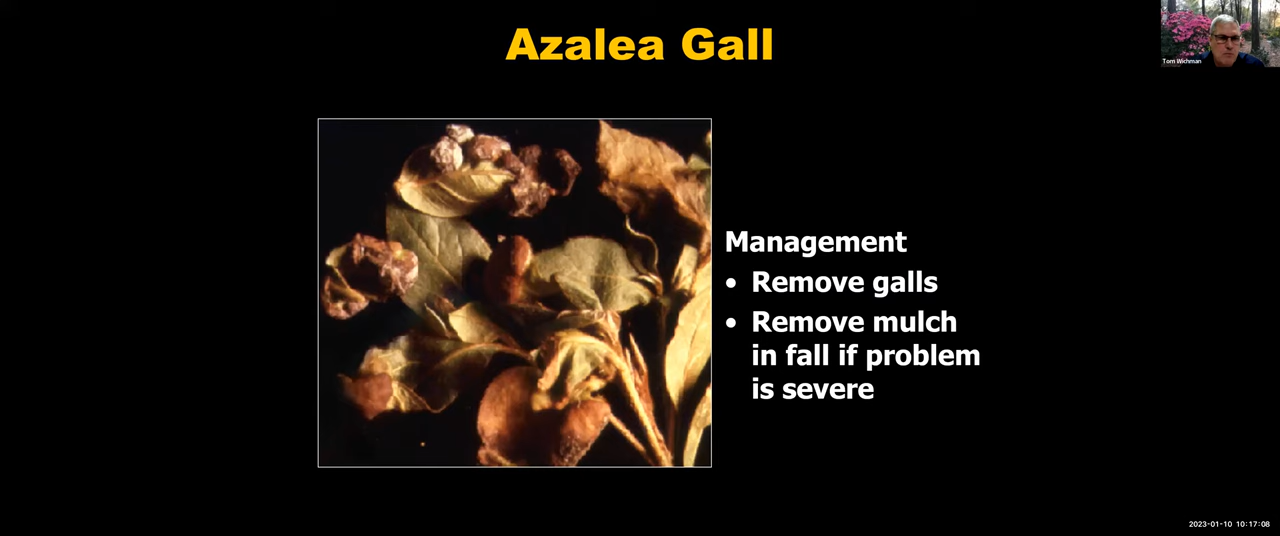 Azalea Gall
Tom Wichman
Management
• Remove galls
• Remove mulch
in fall if problem
is severe
2023-01-10 10:17:08